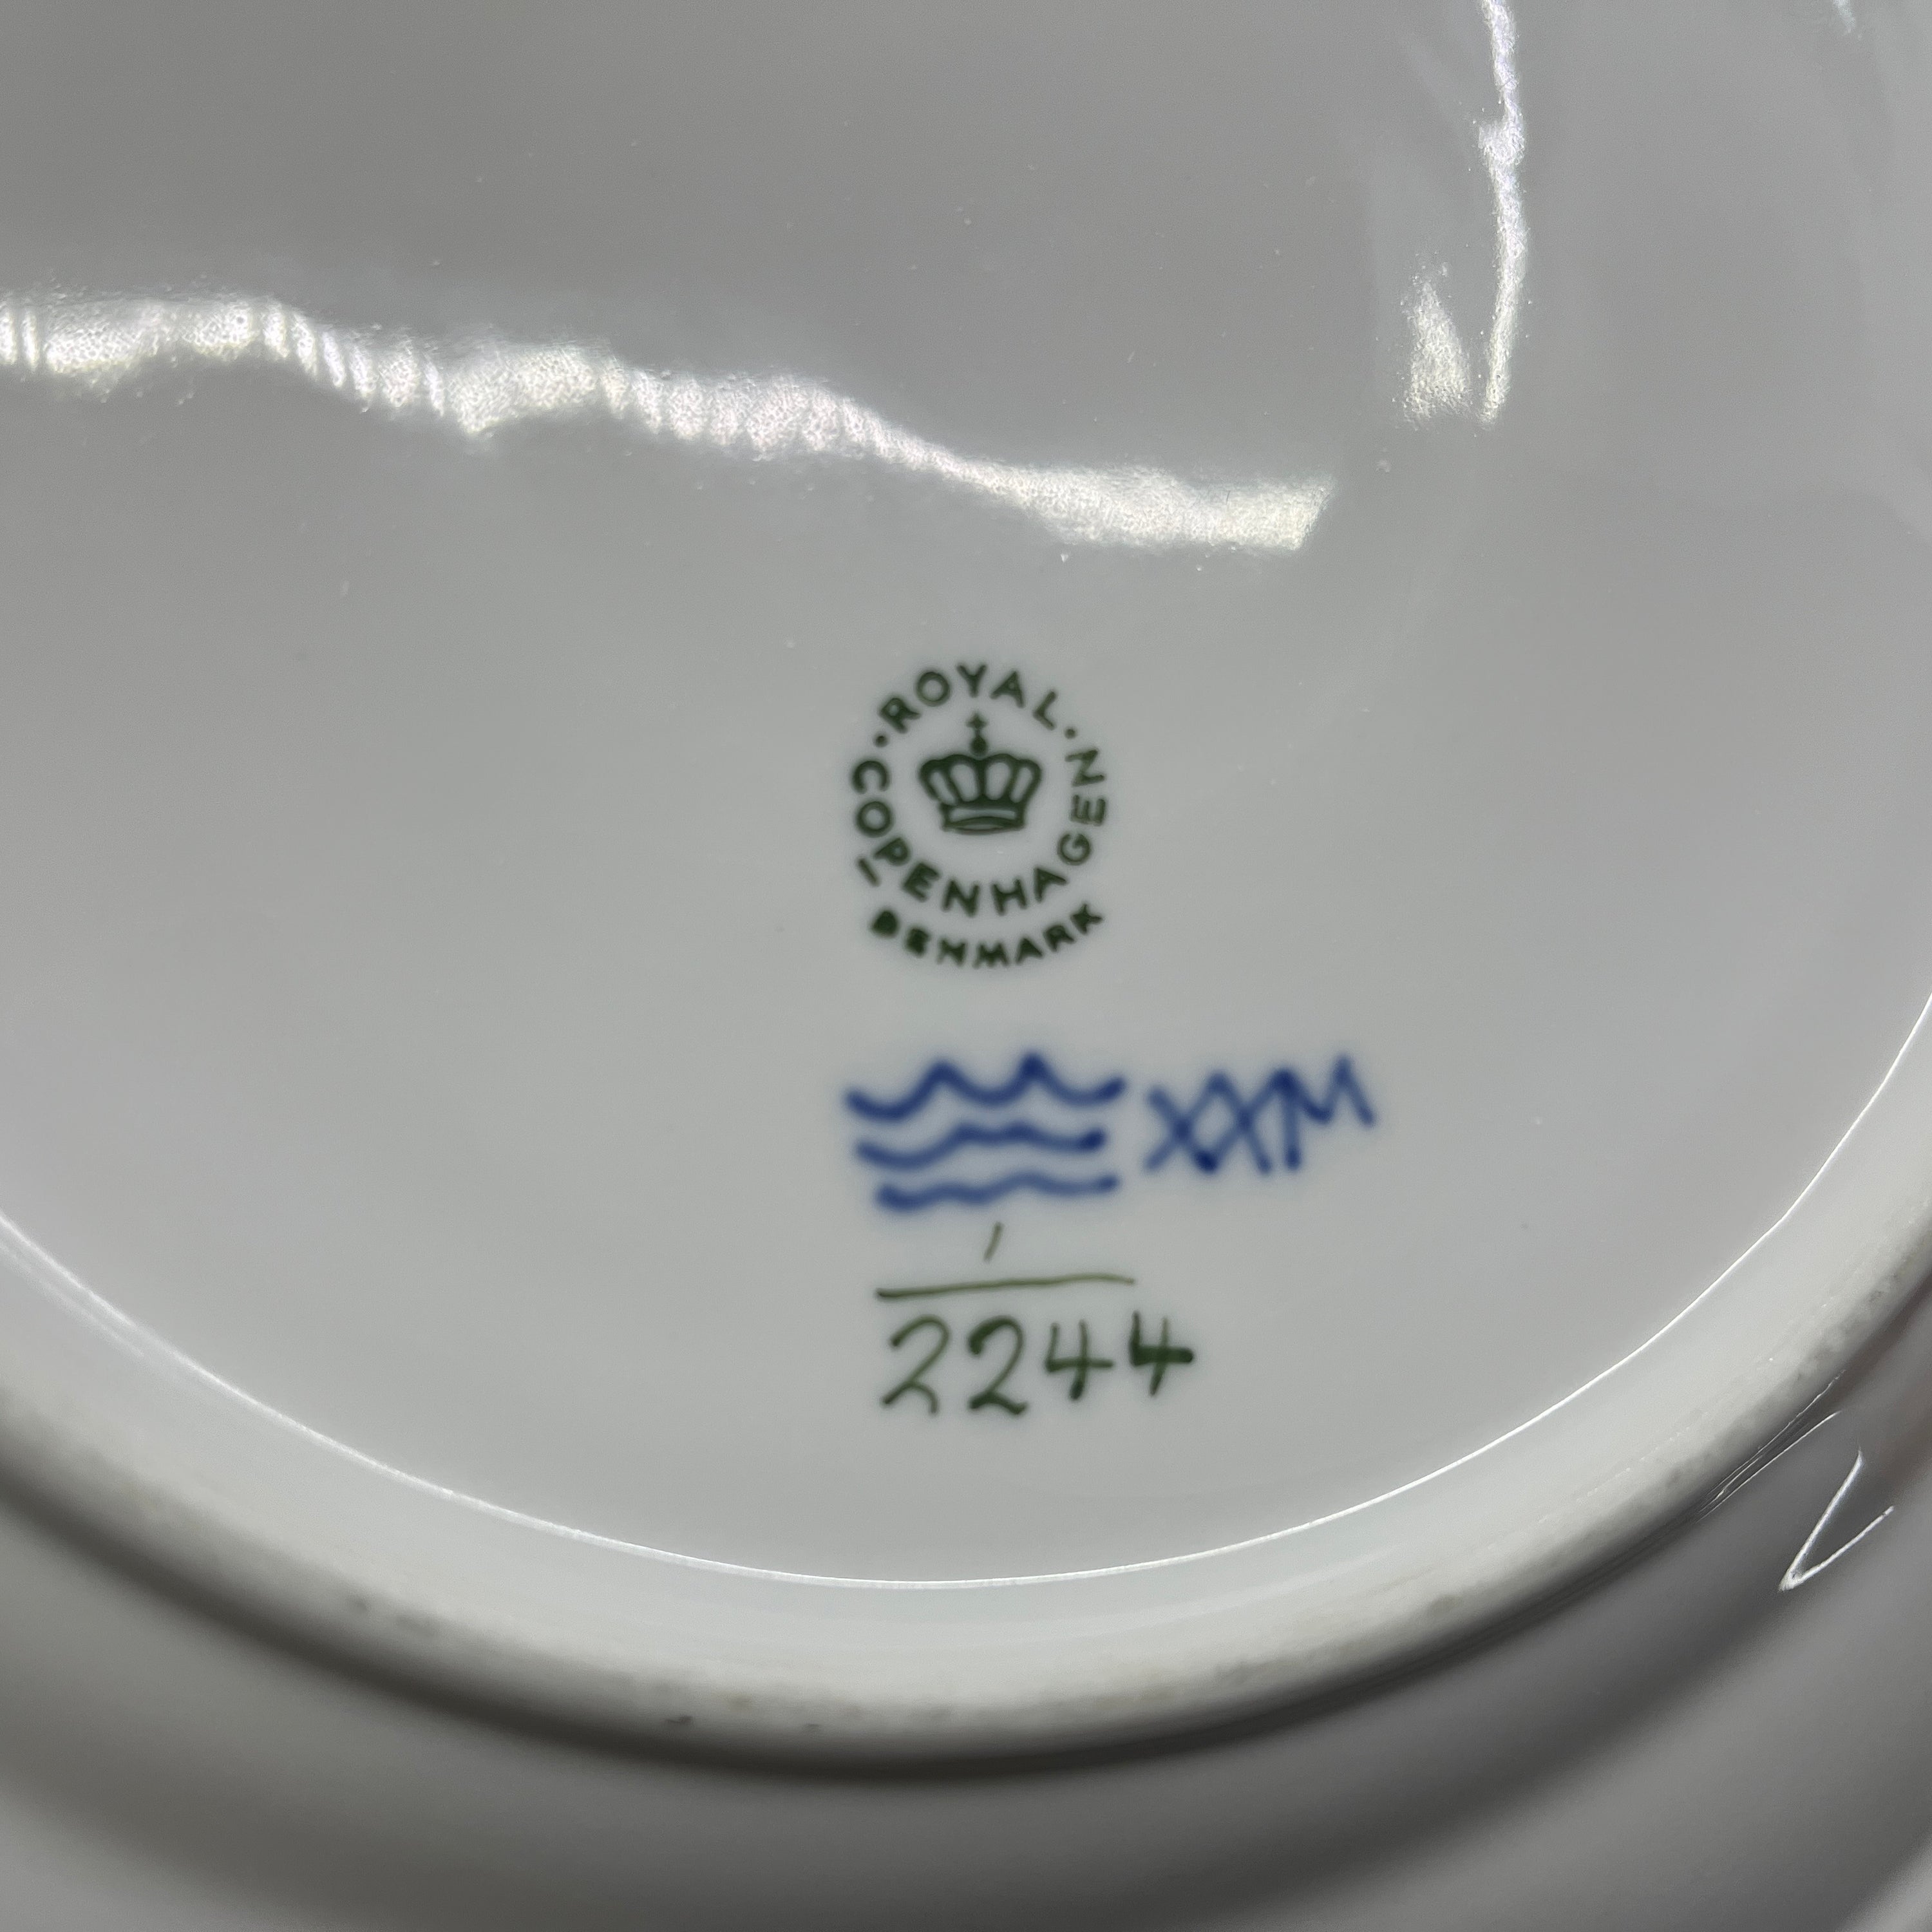 ·ROYAL·
COPENHAGEN
DENMARK
XXM
1
2244